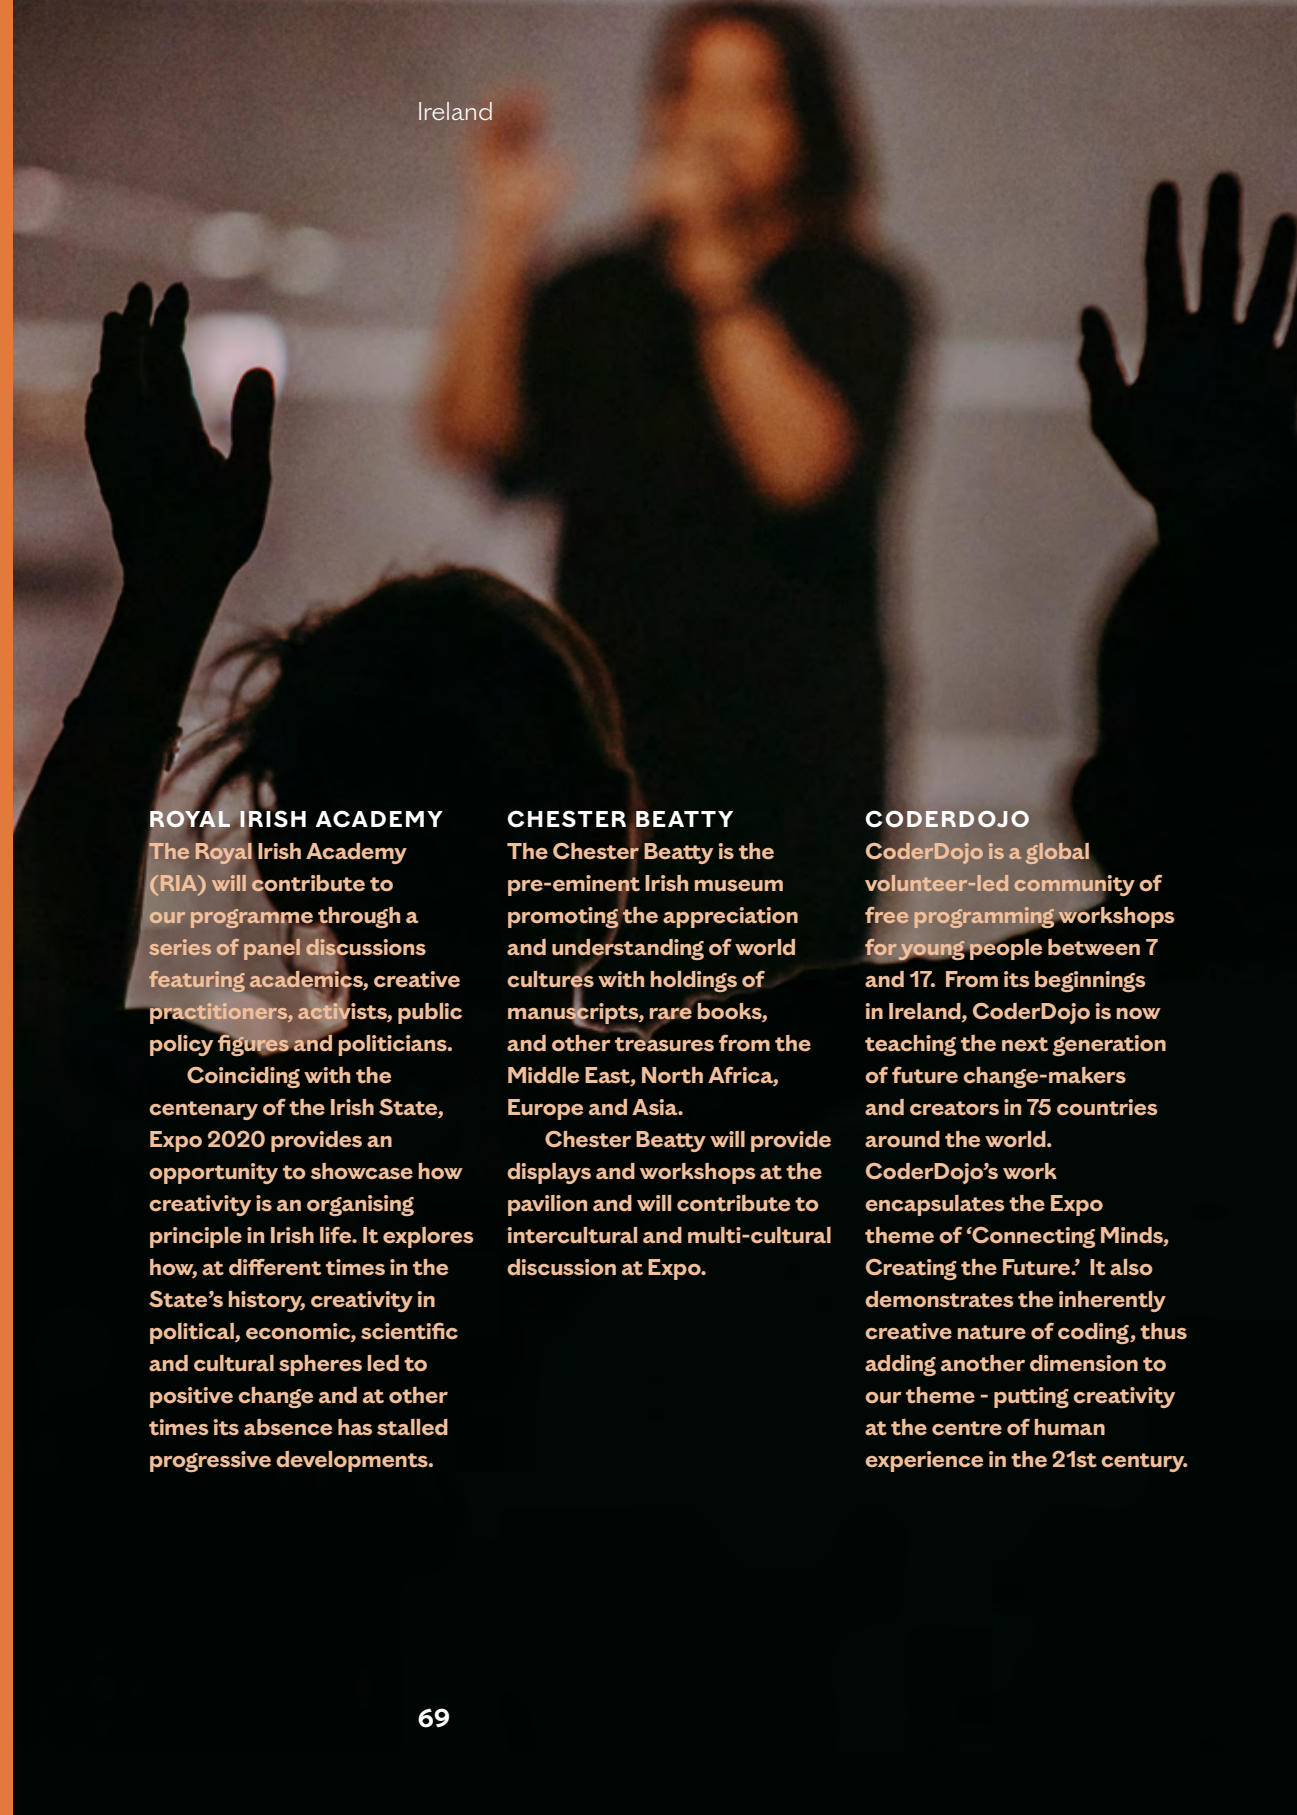 Ireland
ROYAL IRISH ACADEMY
The Royal Irish Academy
(RIA) will contribute to
our programme through a
series of panel discussions
featuring academics, creative
practitioners, activists, public
policy figures and politicians.
Coinciding with the
centenary of the Irish State,
Expo 2020 provides an
opportunity to showcase how
creativity is an organising
principle in Irish life. It explores
how, at different times in the
State’s history, creativity in
political, economic, scientific
and cultural spheres led to
positive change and at other
times its absence has stalled
progressive developments.
CHESTER BEATTY
The Chester Beatty is the
pre-eminent Irish museum
promoting the appreciation
and understanding of world
cultures with holdings of
manuscripts, rare books,
and other treasures from the
Middle East, North Africa,
Europe and Asia.
Chester Beatty will provide
displays and workshops at the
pavilion and will contribute to
intercultural and multi-cultural
discussion at Expo.
CODERDOJO
CoderDojo is a global
volunteer-led community of
free programming workshops
for young people between 7
and 17.  From its beginnings
in Ireland, CoderDojo is now
teaching the next generation
of future change-makers
and creators in 75 countries
around the world.
CoderDojo’s work
encapsulates the Expo
theme of ‘Connecting Minds,
Creating the Future.’  It also
demonstrates the inherently
creative nature of coding, thus
adding another dimension to
our theme - putting creativity
at the centre of human
experience in the 21st century.
69